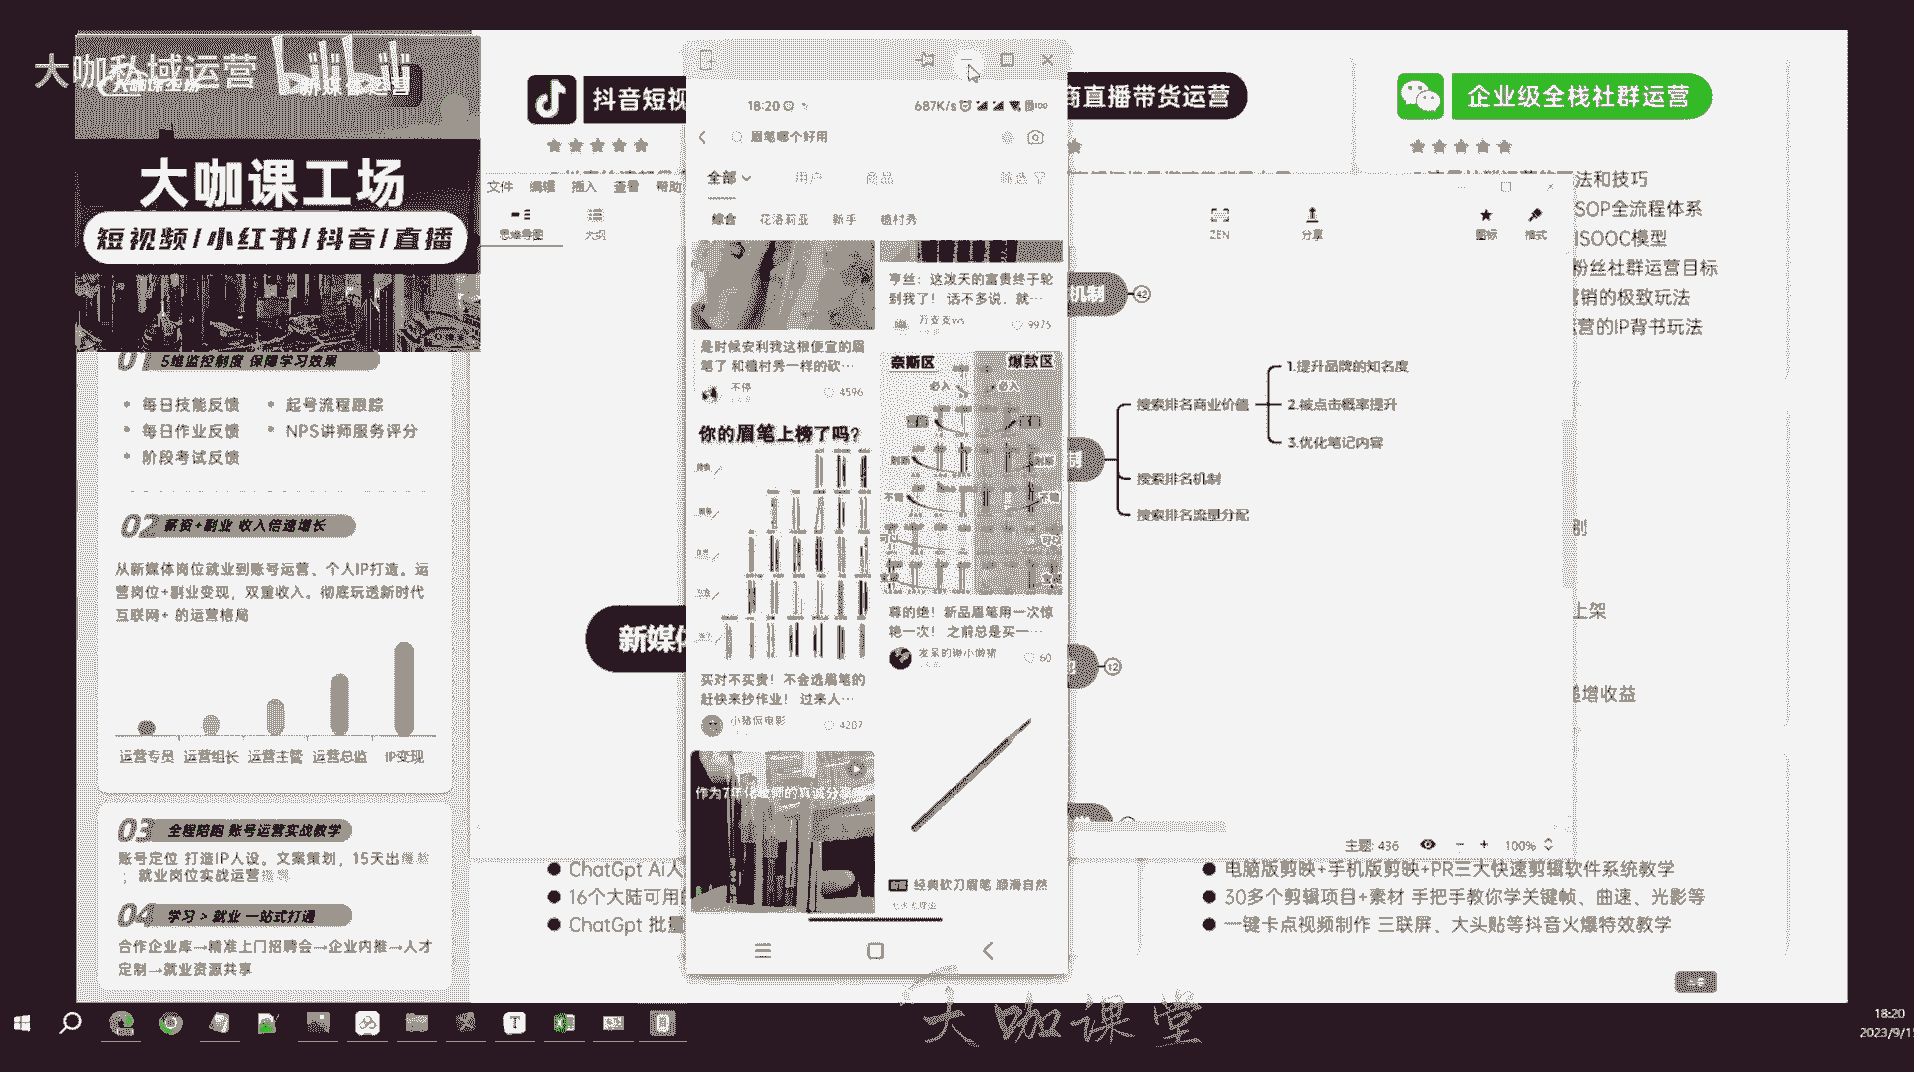 大咖私域运营
bilibili
大咖课工场
短视频/小红书/抖音/直播
5维监控制度 保障学习效果
每日技能反馈
起号流程跟踪
每日作业反馈
NPS讲师服务评分
阶段考试反馈
02 薪资+副业 收入倍速增长
从新媒体岗位就业到账号运营、个人IP打造。运
营岗位+副业变现，双重收入。彻底玩透新时代
互联网+ 的运营格局
运营专员 运营组长 运营主管 运营总监 IP变现
03 全程陪跑 账号运营实战教学
账号定位 打造IP人设。文案策划，15天出爆款
；就业岗位实战运营
04 学习 > 就业 一站式打通
合作企业库→精准上门招聘会→企业内推→人才
定制→就业资源共享
抖音短视
商直播带货运营
企业级全栈社群运营
文件 编辑 插入 查看 帮助
思维导图 大纲
ZEN 分享 图标 格式
18:20
687K/s 100
眉笔哪个好用
全部 用户 商品 筛选
综合 花洛莉亚 新手 植村秀
是时候安利我这根便宜的眉
笔了 和植村秀一样的砍…
不停 4596
你的眉笔上榜了吗?
买对不买贵！不会选眉笔的
赶快来抄作业！ 过来人…
小猪侃电影 4207
作为7年化妆师的真诚分享
亨丝：这泼天的富贵终于轮
到我了！ 话不多说，就…
9975
奈斯区 爆款区
必入 必入
不错
可以 可以
尊的绝！新品眉笔用一次惊
艳一次！ 之前总是买一…
60
经典砍刀眉笔 顺滑自然
新媒体
机制 42
制
搜索排名商业价值
1.提升品牌的知名度
2.被点击概率提升
3.优化笔记内容
搜索排名机制
搜索排名流量分配
12
主题: 436 100%
法和技巧
SOP全流程体系
ISOOC模型
粉丝社群运营目标
营销的极致玩法
运营的IP背书玩法
上架
递增收益
ChatGpt AI人
16个大陆可用的
ChatGpt 批量
电脑版剪映+手机版剪映+PR三大快速剪辑软件系统教学
30多个剪辑项目+素材 手把手教你学关键帧、曲速、光影等
一键卡点视频制作 三联屏、大头贴等抖音火爆特效教学
大咖课堂
18:20
2023/9/1